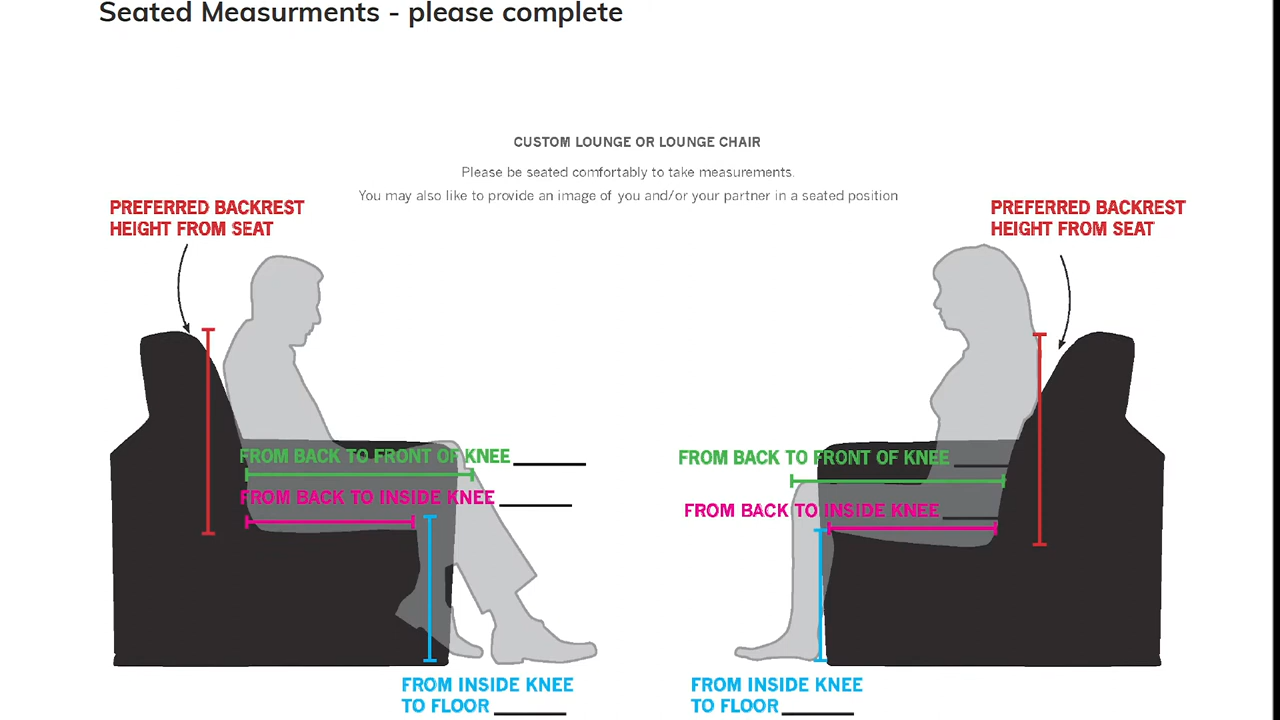 Seated Measurments - please complete
CUSTOM LOUNGE OR LOUNGE CHAIR
Please be seated comfortably to take measurements.
You may also like to provide an image of you and/or your partner in a seated position
PREFERRED BACKREST
HEIGHT FROM SEAT
PREFERRED BACKREST
HEIGHT FROM SEAT
FROM BACK TO FRONT OF KNEE
FROM BACK TO INSIDE KNEE
FROM BACK TO FRONT OF KNEE
FROM BACK TO INSIDE KNEE
FROM INSIDE KNEE
TO FLOOR
FROM INSIDE KNEE
TO FLOOR